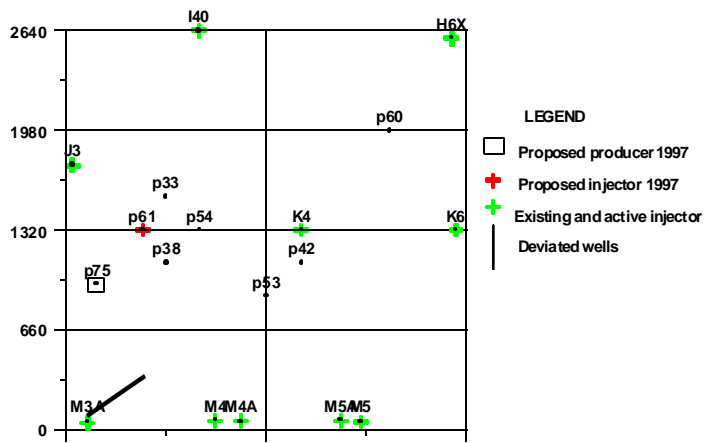 I40
H6X
2640
LEGEND
p60
1980
Proposed producer 1997
J3
p33
Proposed injector 1997
p61 p54 K4 K6
Existing and active injector
1320
p38 p42
Deviated wells
p75
p53
660
M3A M4 M4A M5A M5
0